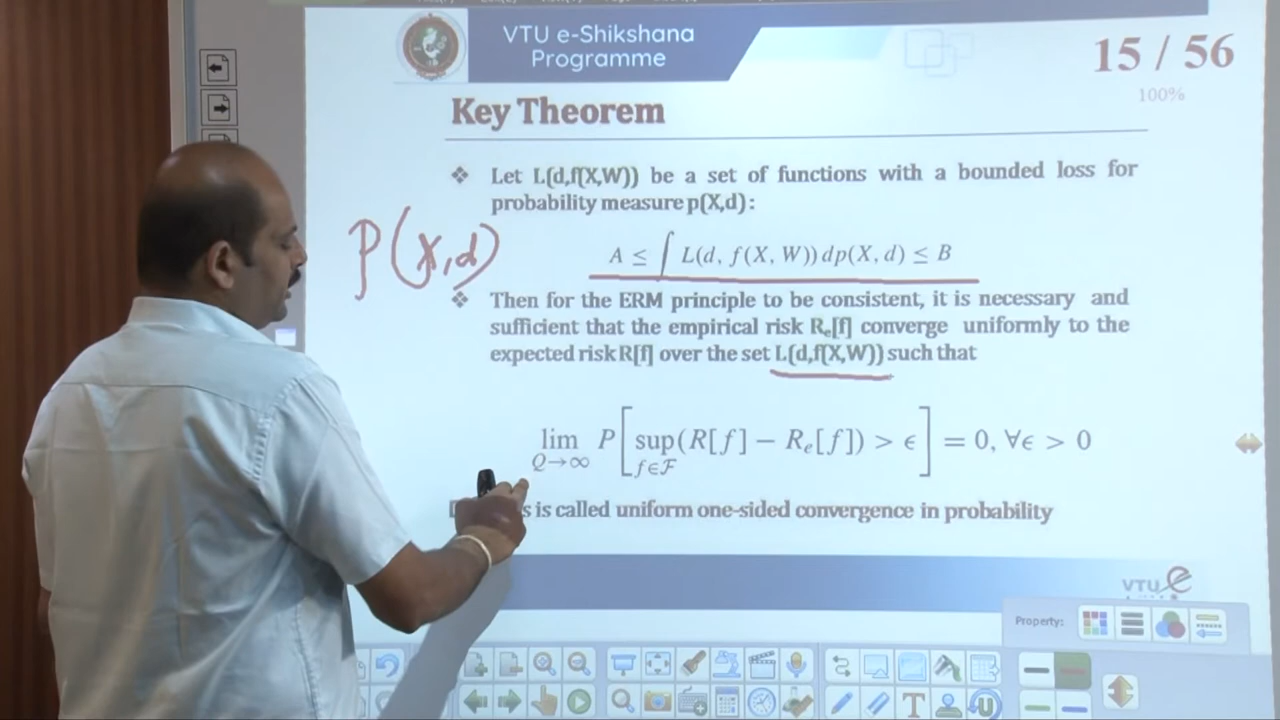 VTU e-Shikshana
Programme
15 / 56
100%
Key Theorem
❖ Let L(d,f(X,W)) be a set of functions with a bounded loss for
probability measure p(X,d):
P(X,d)
A ≤ ∫ L(d, f(X, W)) dp(X, d) ≤ B
❖ Then for the ERM principle to be consistent, it is necessary and
sufficient that the empirical risk Rₑ[f] converge uniformly to the
expected risk R[f] over the set L(d,f(X,W)) such that
lim Q→∞ P[sup f∈ℱ (R[f] − Rₑ[f]) > ϵ] = 0, ∀ϵ > 0
is called uniform one-sided convergence in probability
VTU e
Property: